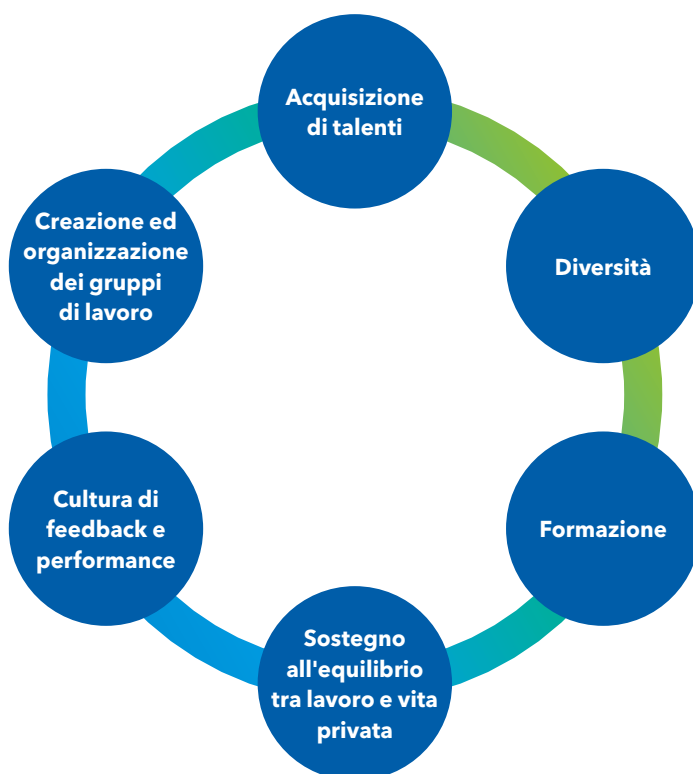 Acquisizione
di talenti
Diversità
Formazione
Sostegno
all'equilibrio
tra lavoro e vita
privata
Cultura di
feedback e
performance
Creazione ed
organizzazione
dei gruppi
di lavoro